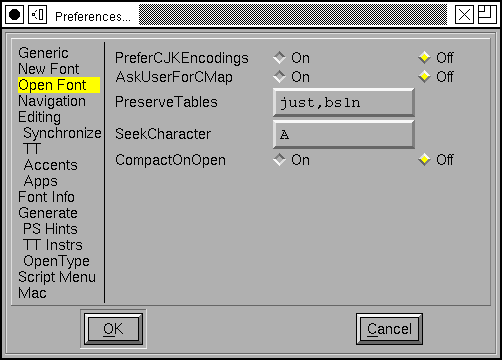 Preferences...
Generic
New Font
Open Font
Navigation
Editing
Synchronize
TT
Accents
Apps
Font Info
Generate
PS Hints
TT Instrs
OpenType
Script Menu
Mac
PreferCJKEncodings On Off
AskUserForCMap On Off
PreserveTables just,bsln
SeekCharacter A
CompactOnOpen On Off
OK Cancel